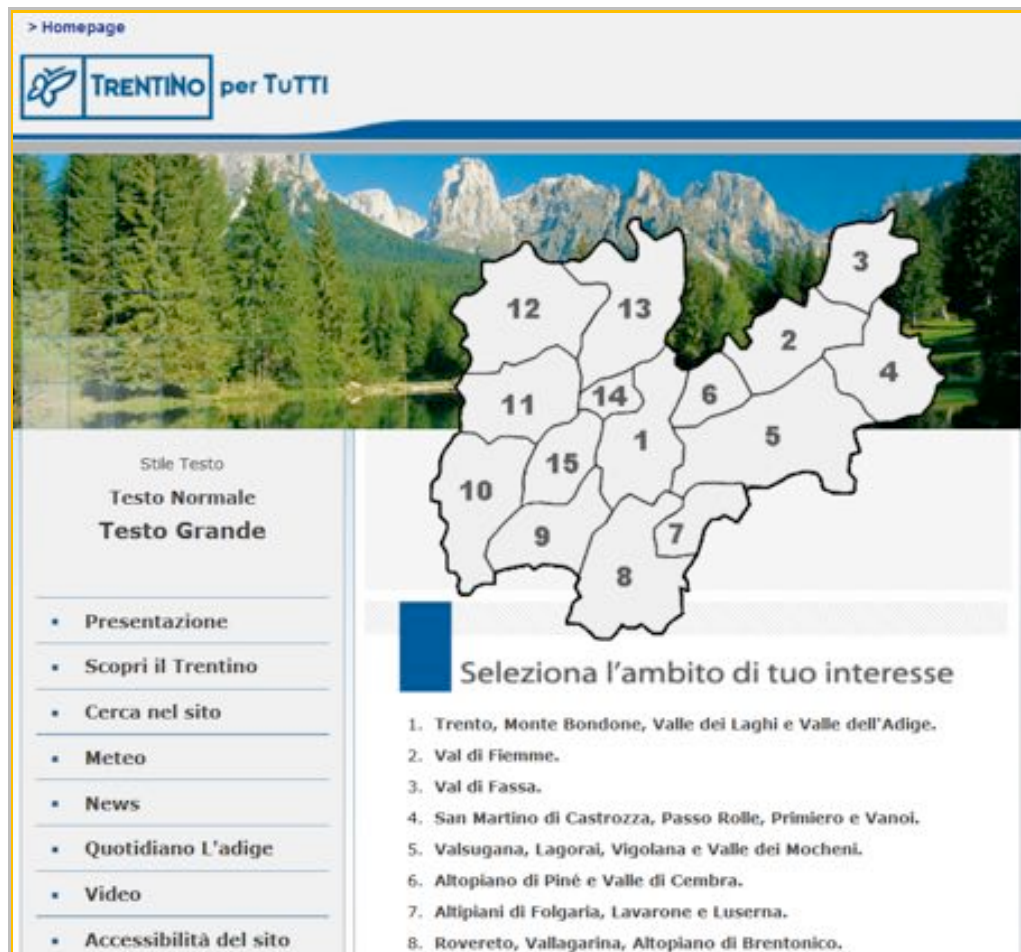 > Homepage
TRENTINO per TuTTI
3
12
13
2
4
14
6
11
1
5
15
10
9
7
8
Stile Testo
Testo Normale
Testo Grande
▪ Presentazione
▪ Scopri il Trentino
▪ Cerca nel sito
▪ Meteo
▪ News
▪ Quotidiano L'adige
▪ Video
▪ Accessibilità del sito
Seleziona l'ambito di tuo interesse
1. Trento, Monte Bondone, Valle dei Laghi e Valle dell'Adige.
2. Val di Fiemme.
3. Val di Fassa.
4. San Martino di Castrozza, Passo Rolle, Primiero e Vanoi.
5. Valsugana, Lagorai, Vigolana e Valle dei Mocheni.
6. Altopiano di Piné e Valle di Cembra.
7. Altipiani di Folgaria, Lavarone e Luserna.
8. Rovereto, Vallagarina, Altopiano di Brentonico.